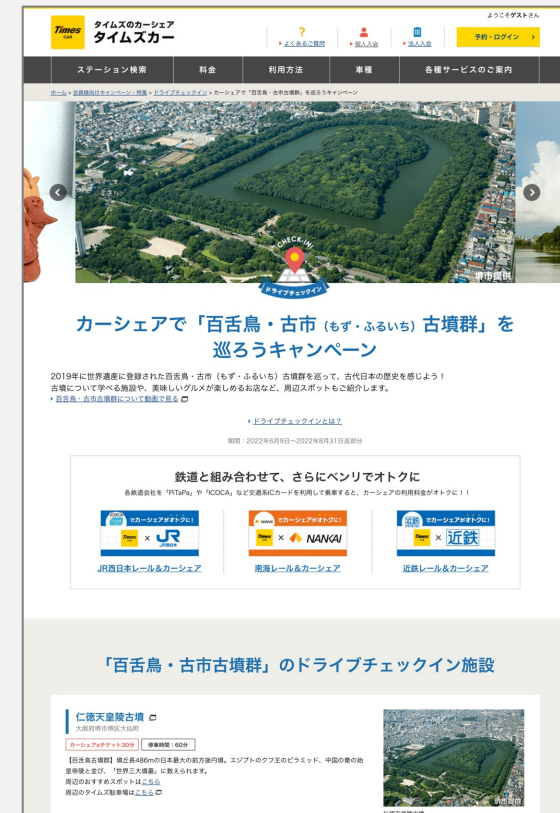 ようこそゲストさん
Times CAR
タイムズのカーシェア
タイムズカー
?
よくあるご質問
個人入会
法人入会
予約・ログイン >
ステーション検索 料金 利用方法 車種 各種サービスのご案内
ホーム > 会員様向けキャンペーン・特集 > ドライブチェックイン > カーシェアで「百舌鳥・古市古墳群」を巡ろうキャンペーン
CHECK-IN!
ドライブチェックイン
堺市提供
カーシェアで「百舌鳥・古市（もず・ふるいち）古墳群」を
巡ろうキャンペーン
2019年に世界遺産に登録された百舌鳥・古市（もず・ふるいち）古墳群を巡って、古代日本の歴史を感じよう！
古墳について学べる施設や、美味しいグルメが楽しめるお店など、周辺スポットもご紹介します。
百舌鳥・古市古墳群について動画で見る
ドライブチェックインとは？
期間：2022年6月9日～2022年8月31日返却分
鉄道と組み合わせて、さらにベンリでオトクに
各鉄道会社を「PiTaPa」や「ICOCA」など交通系ICカードを利用して乗車すると、カーシェアの利用料金がオトクに！！
ICOCA でカーシェアがオトクに!
Times CAR × JR JR西日本
JR西日本レール&カーシェア
NANKAI でカーシェアがオトクに!
Times CAR × NANKAI
南海レール&カーシェア
近鉄 でカーシェアがオトクに!
Times CAR × 近鉄
近鉄レール&カーシェア
「百舌鳥・古市古墳群」のドライブチェックイン施設
仁徳天皇陵古墳
大阪府堺市堺区大仙町
カーシェアeチケット30分 停車時間：60分
【百舌鳥古墳群】墳丘長486mの日本最大の前方後円墳。エジプトのクフ王のピラミッド、中国の秦の始
皇帝陵と並び、「世界三大墳墓」に数えられます。
周辺のおすすめスポットはこちら
周辺のタイムズ駐車場はこちら
堺市提供